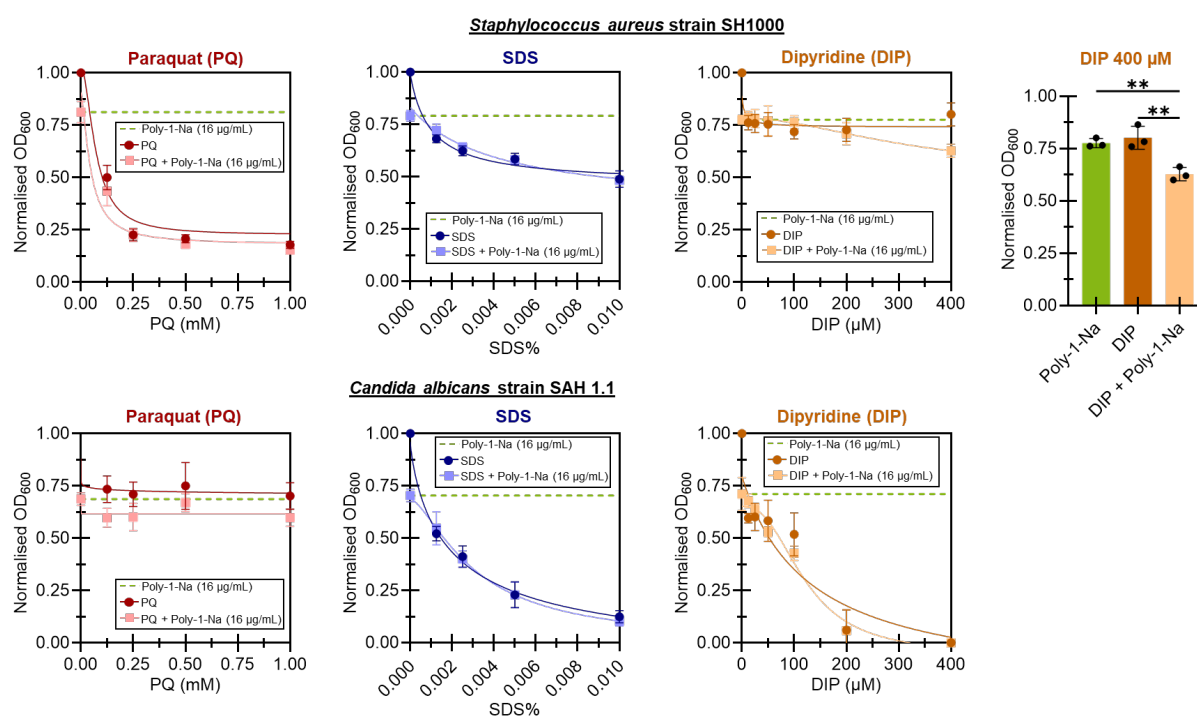 Staphylococcus aureus strain SH1000
Paraquat (PQ)
Normalised OD600
1.00
0.75
0.50
0.25
0.00
Poly-1-Na (16 µg/mL)
PQ
PQ + Poly-1-Na (16 µg/mL)
0.00 0.25 0.50 0.75 1.00
PQ (mM)
SDS
Normalised OD600
1.00
0.75
0.50
0.25
0.00
Poly-1-Na (16 µg/mL)
SDS
SDS + Poly-1-Na (16 µg/mL)
0.000 0.002 0.004 0.006 0.008 0.010
SDS%
Dipyridine (DIP)
Normalised OD600
1.00
0.75
0.50
0.25
0.00
Poly-1-Na (16 µg/mL)
DIP
DIP + Poly-1-Na (16 µg/mL)
0 100 200 300 400
DIP (µM)
DIP 400 µM
**
**
Normalised OD600
1.00
0.75
0.50
0.25
0.00
Poly-1-Na
DIP
DIP + Poly-1-Na
Candida albicans strain SAH 1.1
Paraquat (PQ)
Normalised OD600
1.00
0.75
0.50
0.25
0.00
Poly-1-Na (16 µg/mL)
PQ
PQ + Poly-1-Na (16 µg/mL)
0.00 0.25 0.50 0.75 1.00
PQ (mM)
SDS
Normalised OD600
1.00
0.75
0.50
0.25
0.00
Poly-1-Na (16 µg/mL)
SDS
SDS + Poly-1-Na (16 µg/mL)
0.000 0.002 0.004 0.006 0.008 0.010
SDS%
Dipyridine (DIP)
Normalised OD600
1.00
0.75
0.50
0.25
0.00
Poly-1-Na (16 µg/mL)
DIP
DIP + Poly-1-Na (16 µg/mL)
0 100 200 300 400
DIP (µM)